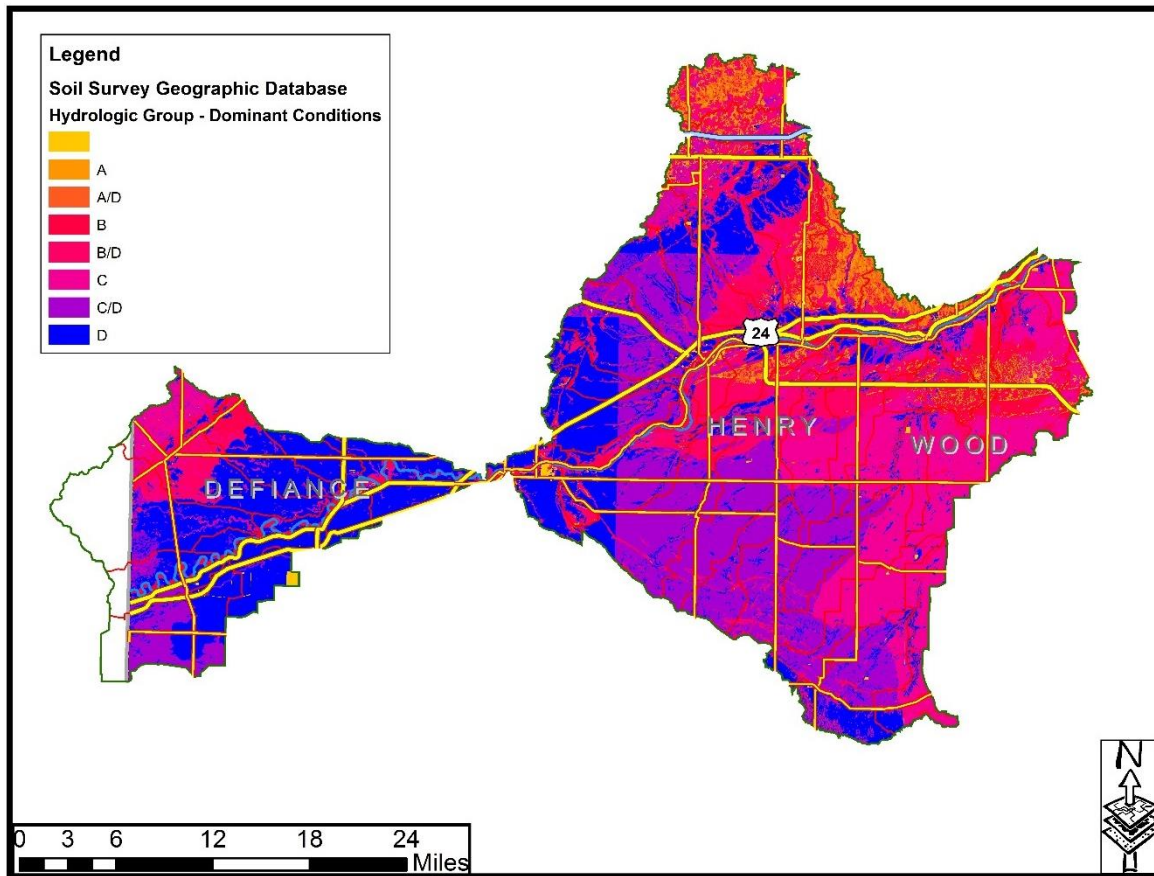 Legend
Soil Survey Geographic Database
Hydrologic Group - Dominant Conditions
A
A/D
B
B/D
C
C/D
D
24
HENRY
WOOD
DEFIANCE
N
0 3 6 12 18 24
Miles